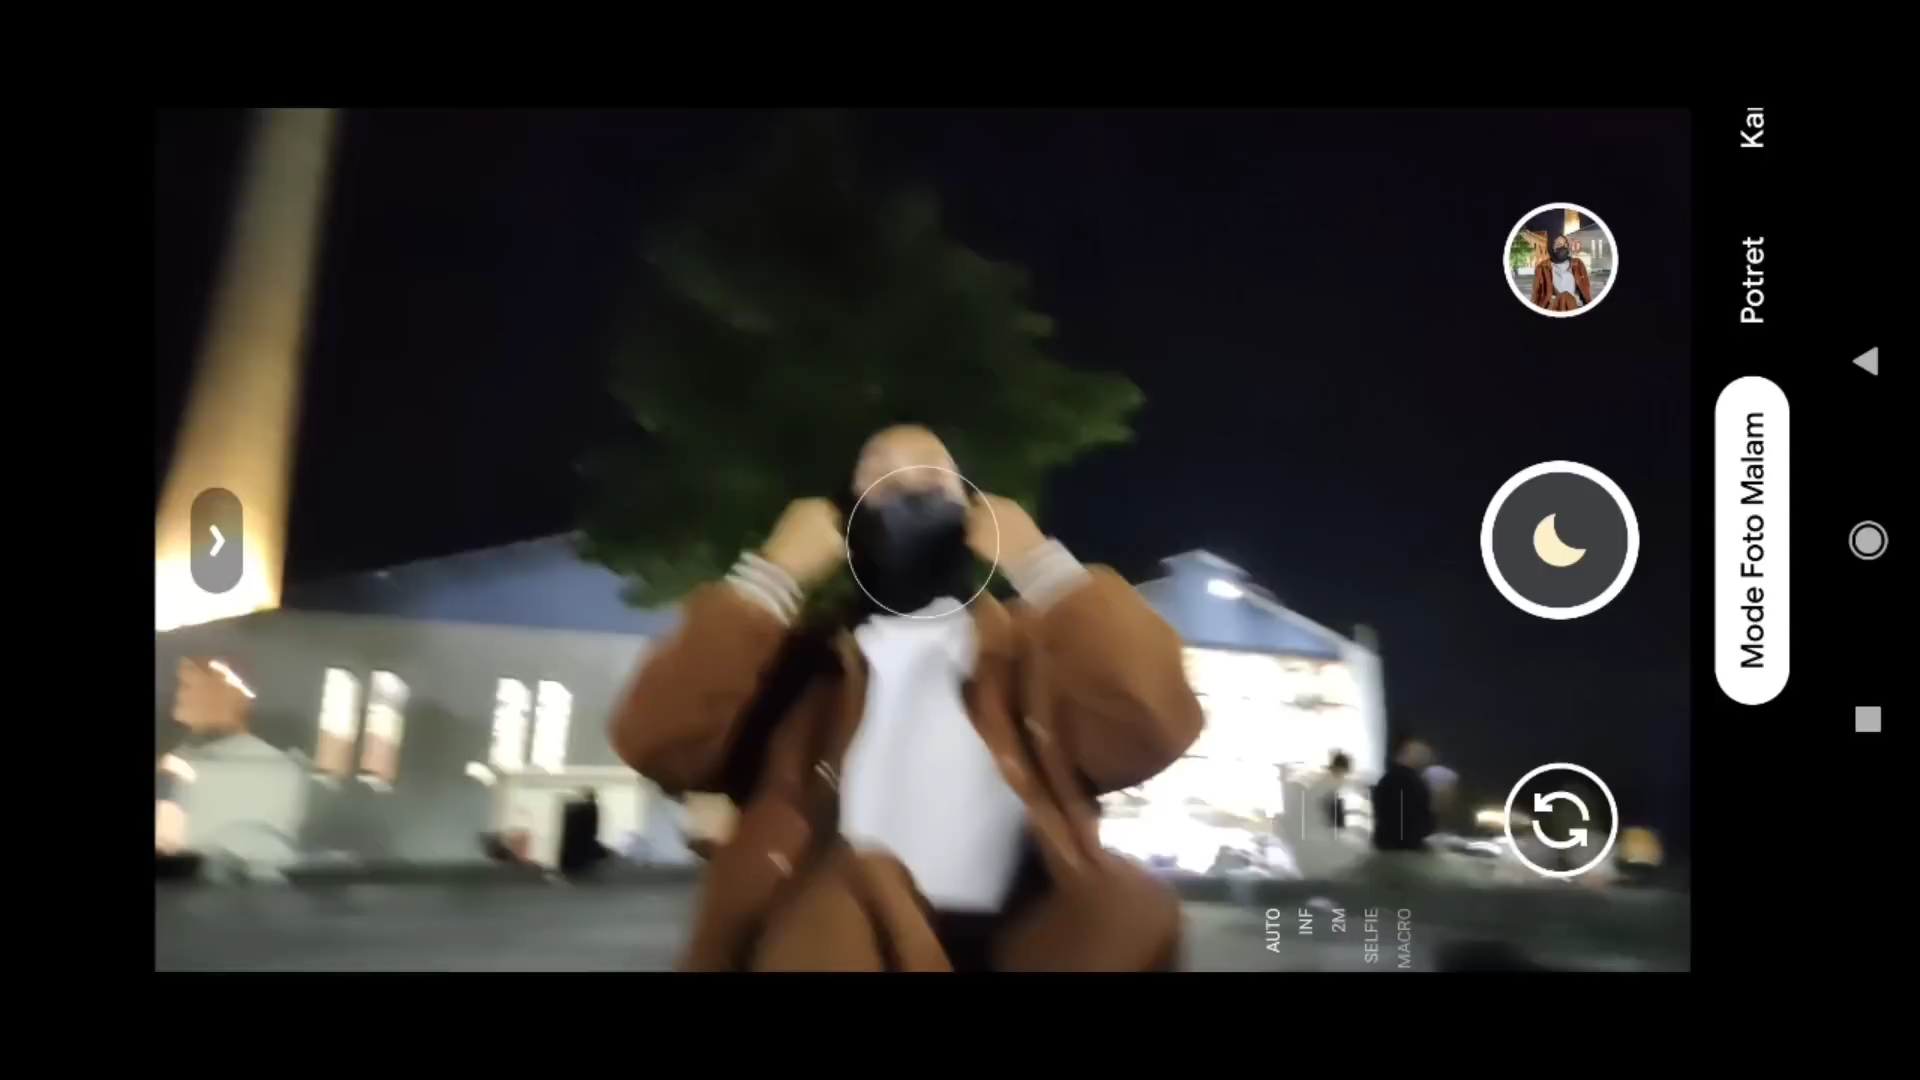 Kai
Potret
Mode Foto Malam
AUTO
INF
2M
SELFIE
MACRO